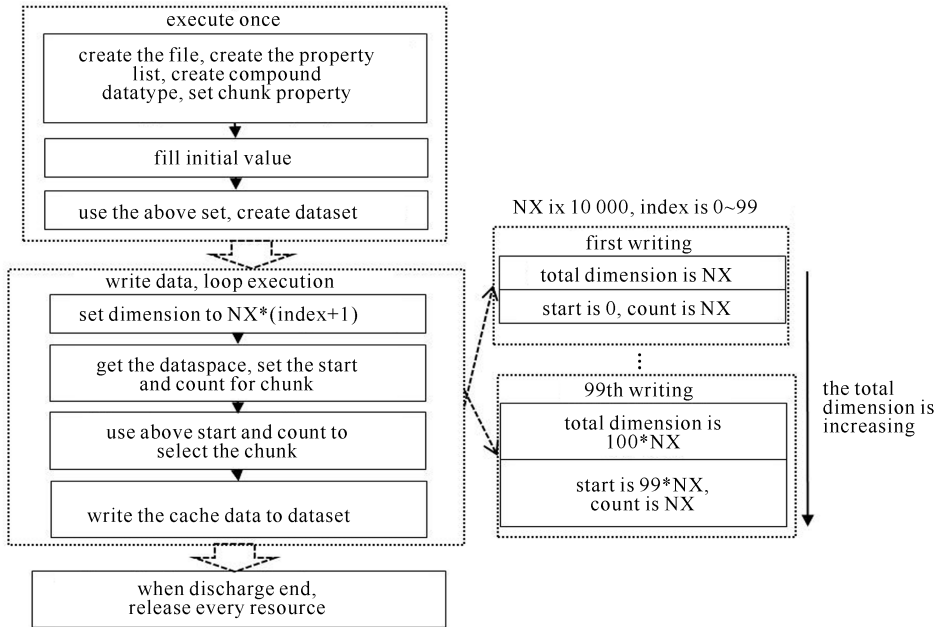 execute once
create the file, create the property
list, create compound
datatype, set chunk property
fill initial value
use the above set, create dataset
write data, loop execution
set dimension to NX*(index+1)
get the dataspace, set the start
and count for chunk
use above start and count to
select the chunk
write the cache data to dataset
when discharge end,
release every resource
NX ix 10 000, index is 0~99
first writing
total dimension is NX
start is 0, count is NX
⋮
99th writing
total dimension is
100*NX
start is 99*NX,
count is NX
the total
dimension is
increasing